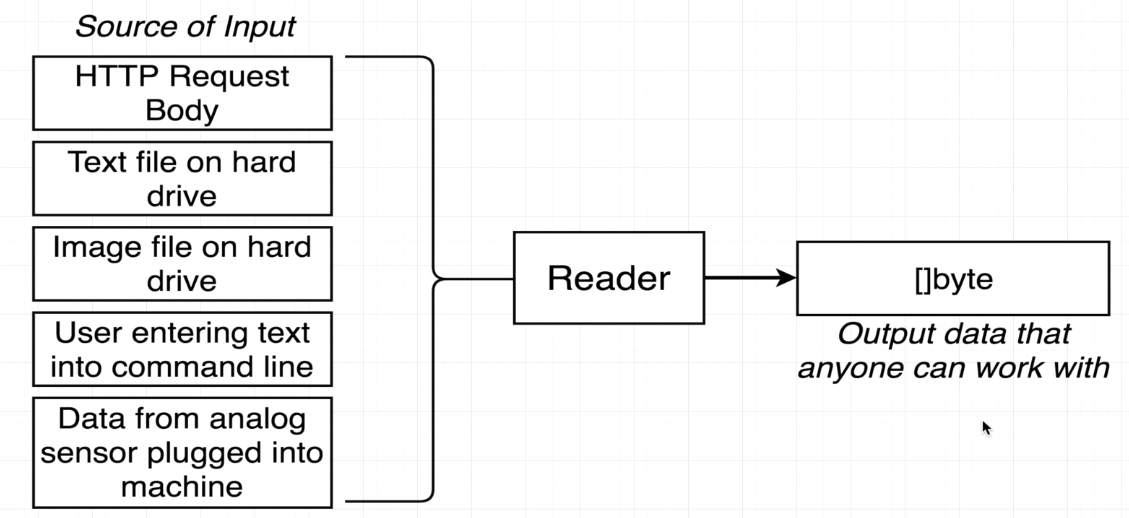 Source of Input
HTTP Request
Body
Text file on hard
drive
Image file on hard
drive
User entering text
into command line
Data from analog
sensor plugged into
machine
Reader
[]byte
Output data that
anyone can work with